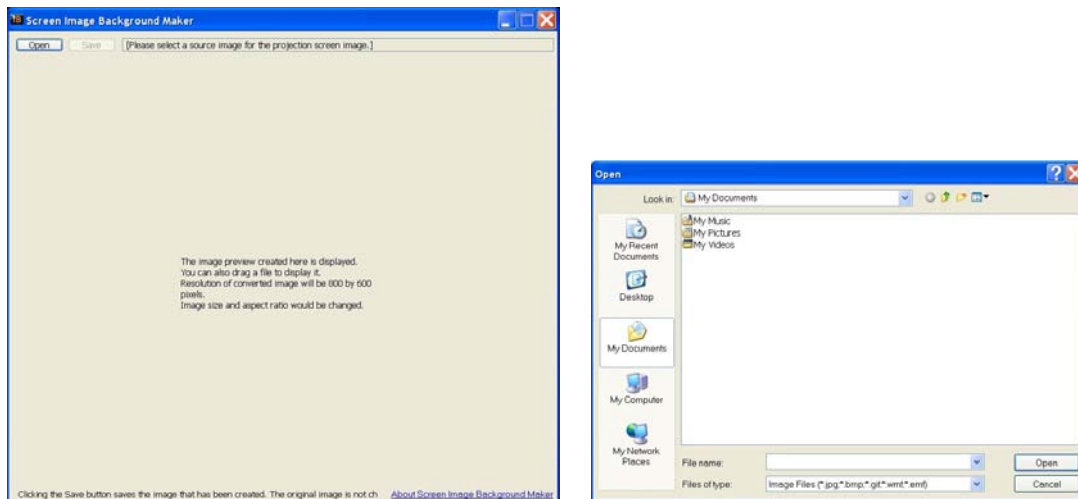 Screen Image Background Maker
Open Save [Please select a source image for the projection screen image.]
The image preview created here is displayed.
You can also drag a file to display it.
Resolution of converted image will be 800 by 600
pixels.
Image size and aspect ratio would be changed.
Clicking the Save button saves the image that has been created. The original image is not ch About Screen Image Background Maker
Open
Look in: My Documents
My Music
My Pictures
My Videos
My Recent
Documents
Desktop
My Documents
My Computer
My Network
Places
File name: Open
Files of type: Image Files (*.jpg;*.bmp;*.gif;*.wmf;*.emf) Cancel